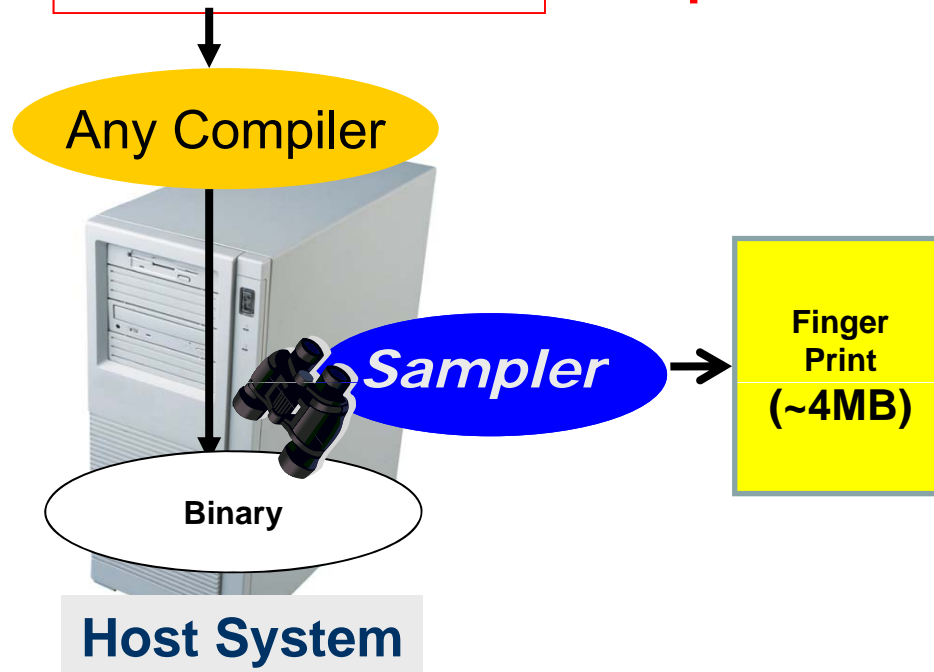 Any Compiler
Sampler
Finger
Print
(~4MB)
Binary
Host System